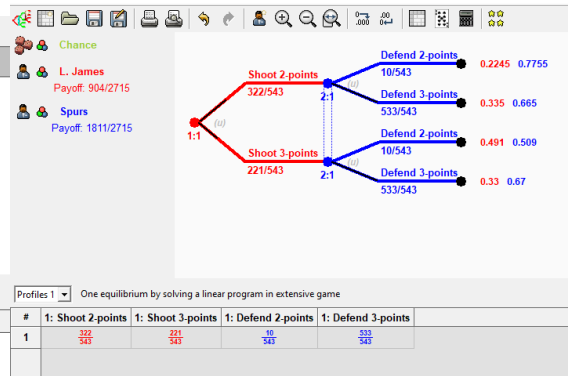 .000 .00
Chance
L. James
Payoff: 904/2715
Spurs
Payoff: 1811/2715
1:1
(u)
Shoot 2-points
322/543
2:1
(u)
Defend 2-points
10/543
0.2245 0.7755
Defend 3-points
533/543
0.335 0.665
Shoot 3-points
221/543
2:1
(u)
Defend 2-points
10/543
0.491 0.509
Defend 3-points
533/543
0.33 0.67
Profiles 1 One equilibrium by solving a linear program in extensive game
# 1: Shoot 2-points 1: Shoot 3-points 1: Defend 2-points 1: Defend 3-points
1 322/543 221/543 10/543 533/543